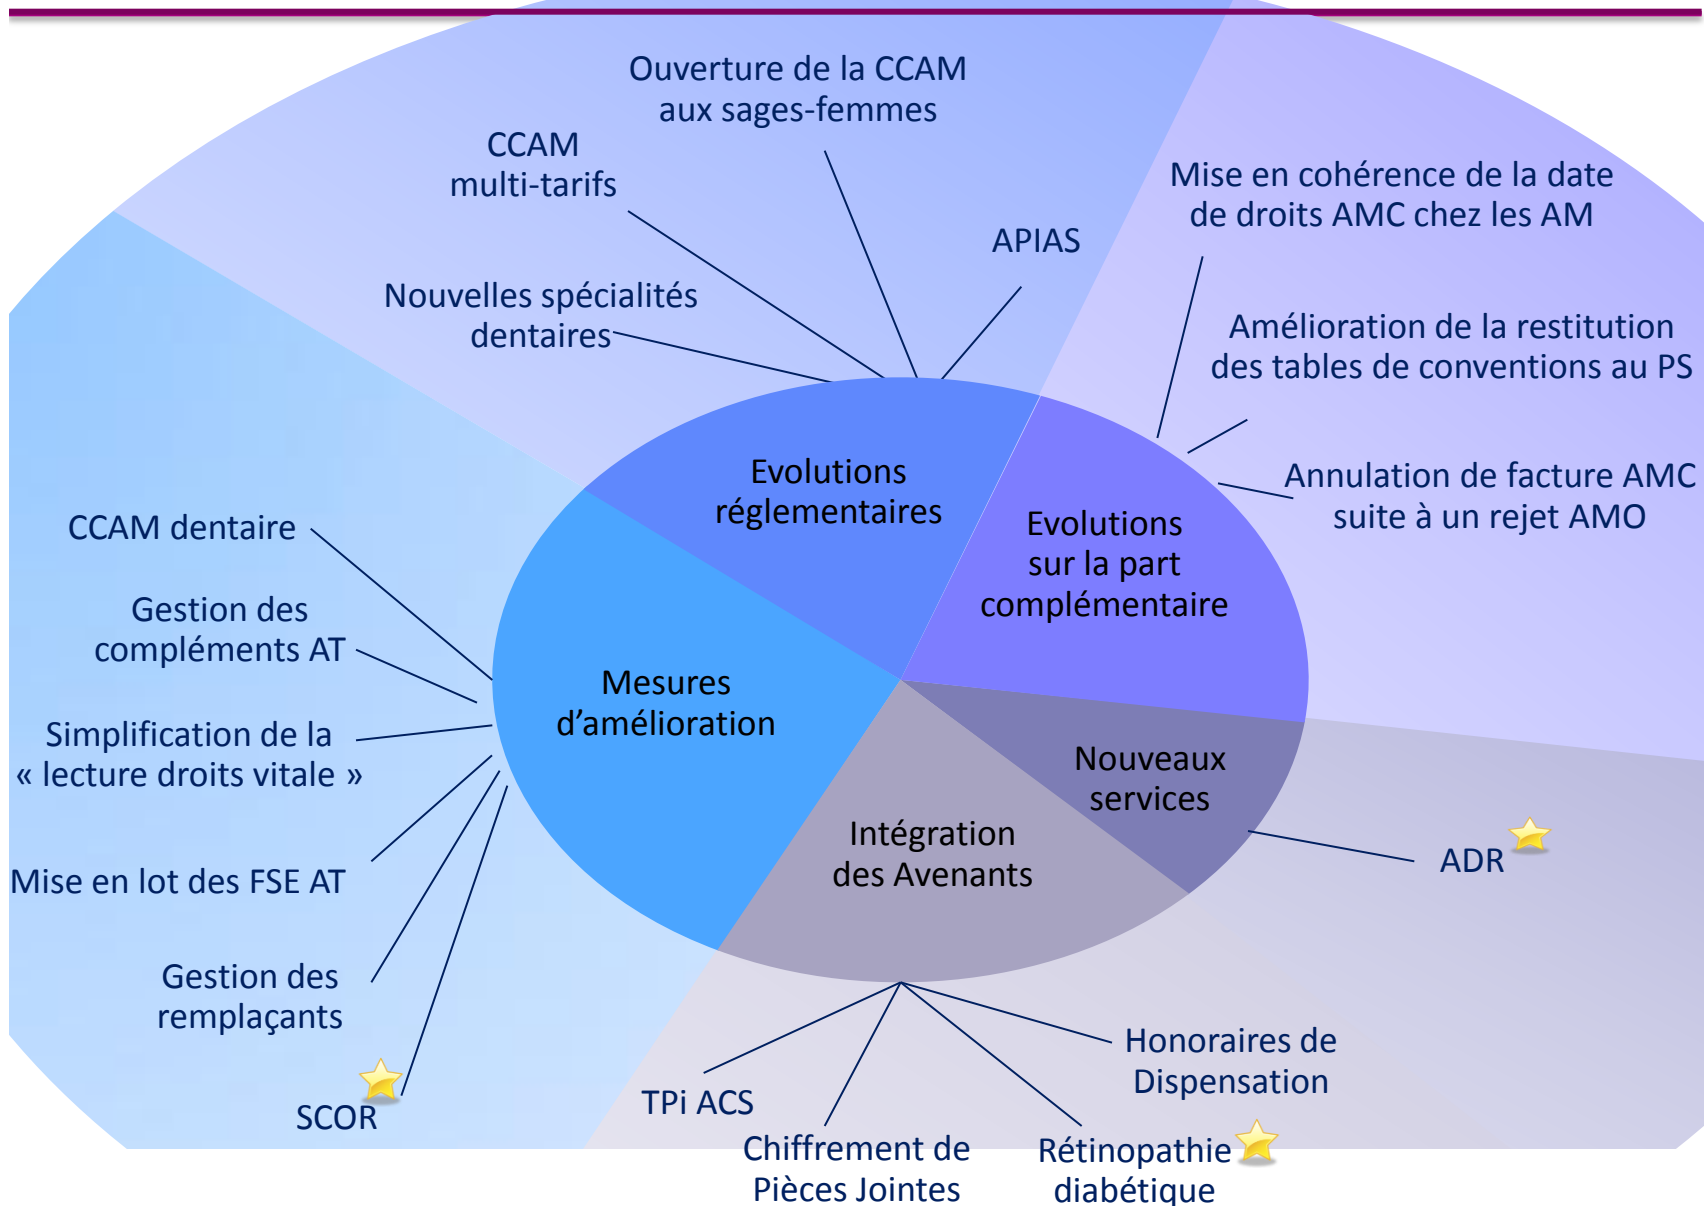 Ouverture de la CCAM
aux sages-femmes
CCAM
multi-tarifs
APIAS
Nouvelles spécialités
dentaires
Mise en cohérence de la date
de droits AMC chez les AM
Amélioration de la restitution
des tables de conventions au PS
Annulation de facture AMC
suite à un rejet AMO
Evolutions
réglementaires
Evolutions
sur la part
complémentaire
Mesures
d’amélioration
Nouveaux
services
Intégration
des Avenants
CCAM dentaire
Gestion des
compléments AT
Simplification de la
« lecture droits vitale »
Mise en lot des FSE AT
Gestion des
remplaçants
SCOR
ADR
TPi ACS
Chiffrement de
Pièces Jointes
Rétinopathie
diabétique
Honoraires de
Dispensation